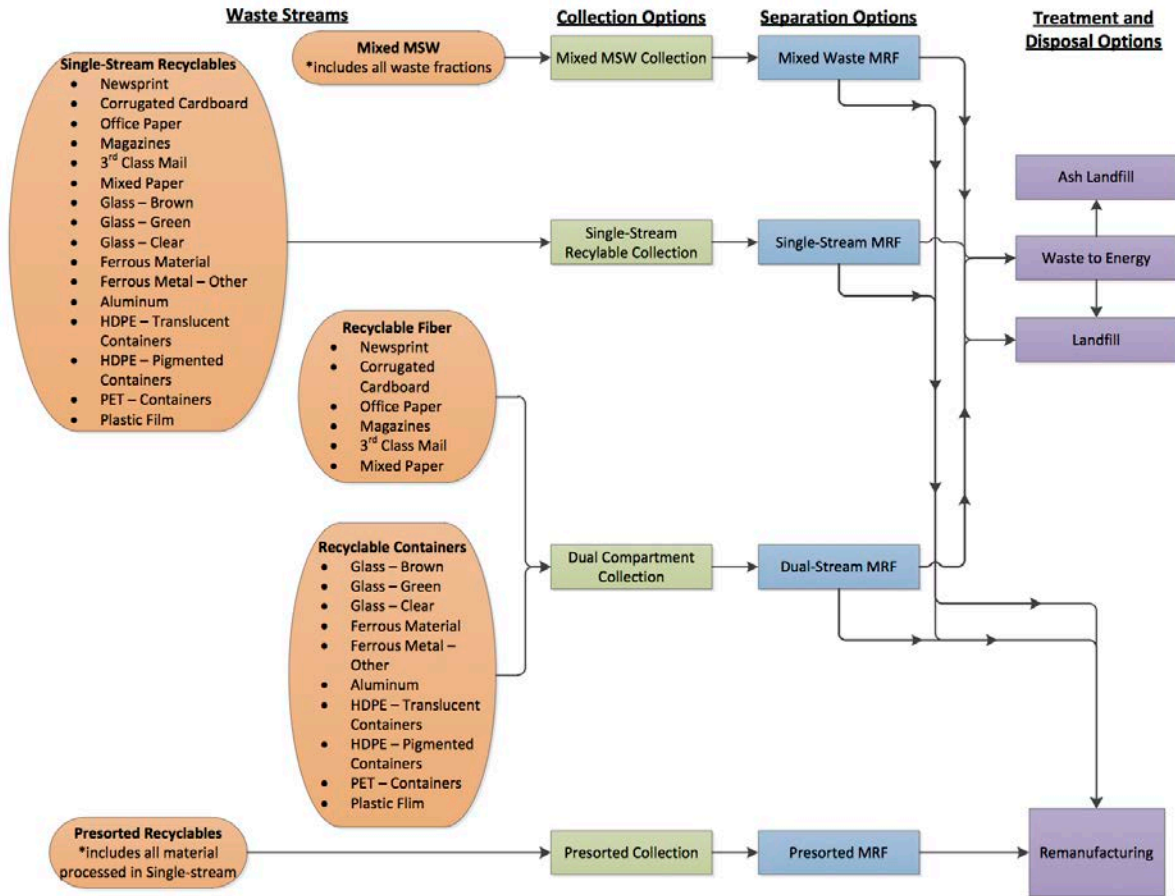 Waste Streams
Collection Options
Separation Options
Treatment and
Disposal Options
Mixed MSW
*includes all waste fractions
Mixed MSW Collection
Mixed Waste MRF
Single-Stream Recyclables
• Newsprint
• Corrugated Cardboard
• Office Paper
• Magazines
• 3rd Class Mail
• Mixed Paper
• Glass – Brown
• Glass – Green
• Glass – Clear
• Ferrous Material
• Ferrous Metal – Other
• Aluminum
• HDPE – Translucent
Containers
• HDPE – Pigmented
Containers
• PET – Containers
• Plastic Film
Single-Stream
Recylable Collection
Single-Stream MRF
Ash Landfill
Waste to Energy
Landfill
Recyclable Fiber
• Newsprint
• Corrugated
Cardboard
• Office Paper
• Magazines
• 3rd Class Mail
• Mixed Paper
Recyclable Containers
• Glass – Brown
• Glass – Green
• Glass – Clear
• Ferrous Material
• Ferrous Metal –
Other
• Aluminum
• HDPE – Translucent
Containers
• HDPE – Pigmented
Containers
• PET – Containers
• Plastic Flim
Dual Compartment
Collection
Dual-Stream MRF
Presorted Recyclables
*includes all material
processed in Single-stream
Presorted Collection
Presorted MRF
Remanufacturing